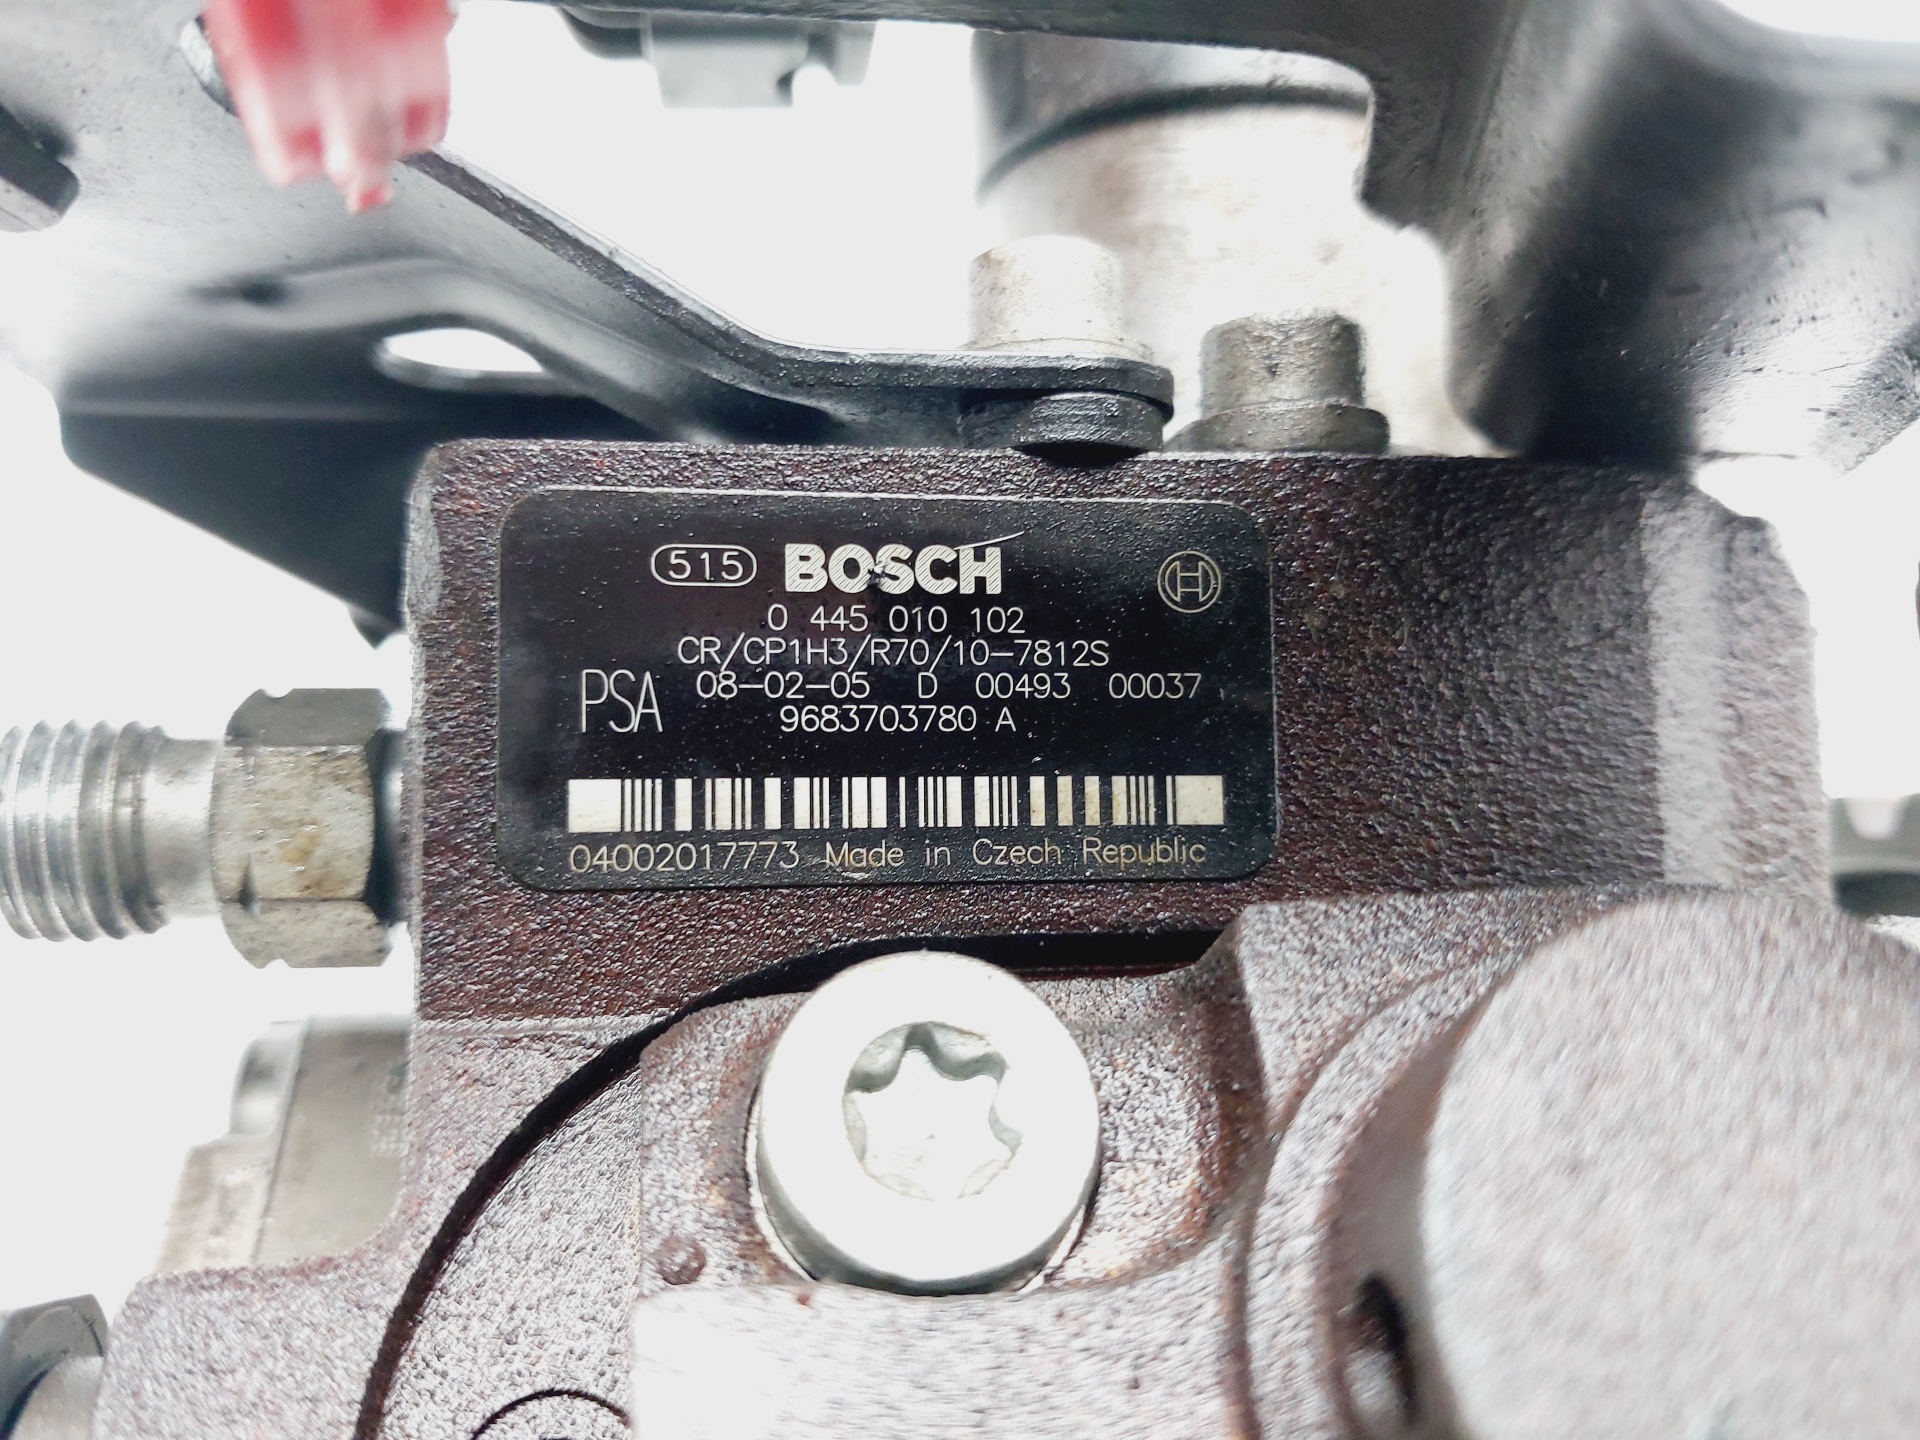 515 BOSCH
0 445 010 102
CR/CP1H3/R70/10-7812S
PSA 08-02-05 D 00493 00037
9683703780 A
04002017773 Made in Czech Republic